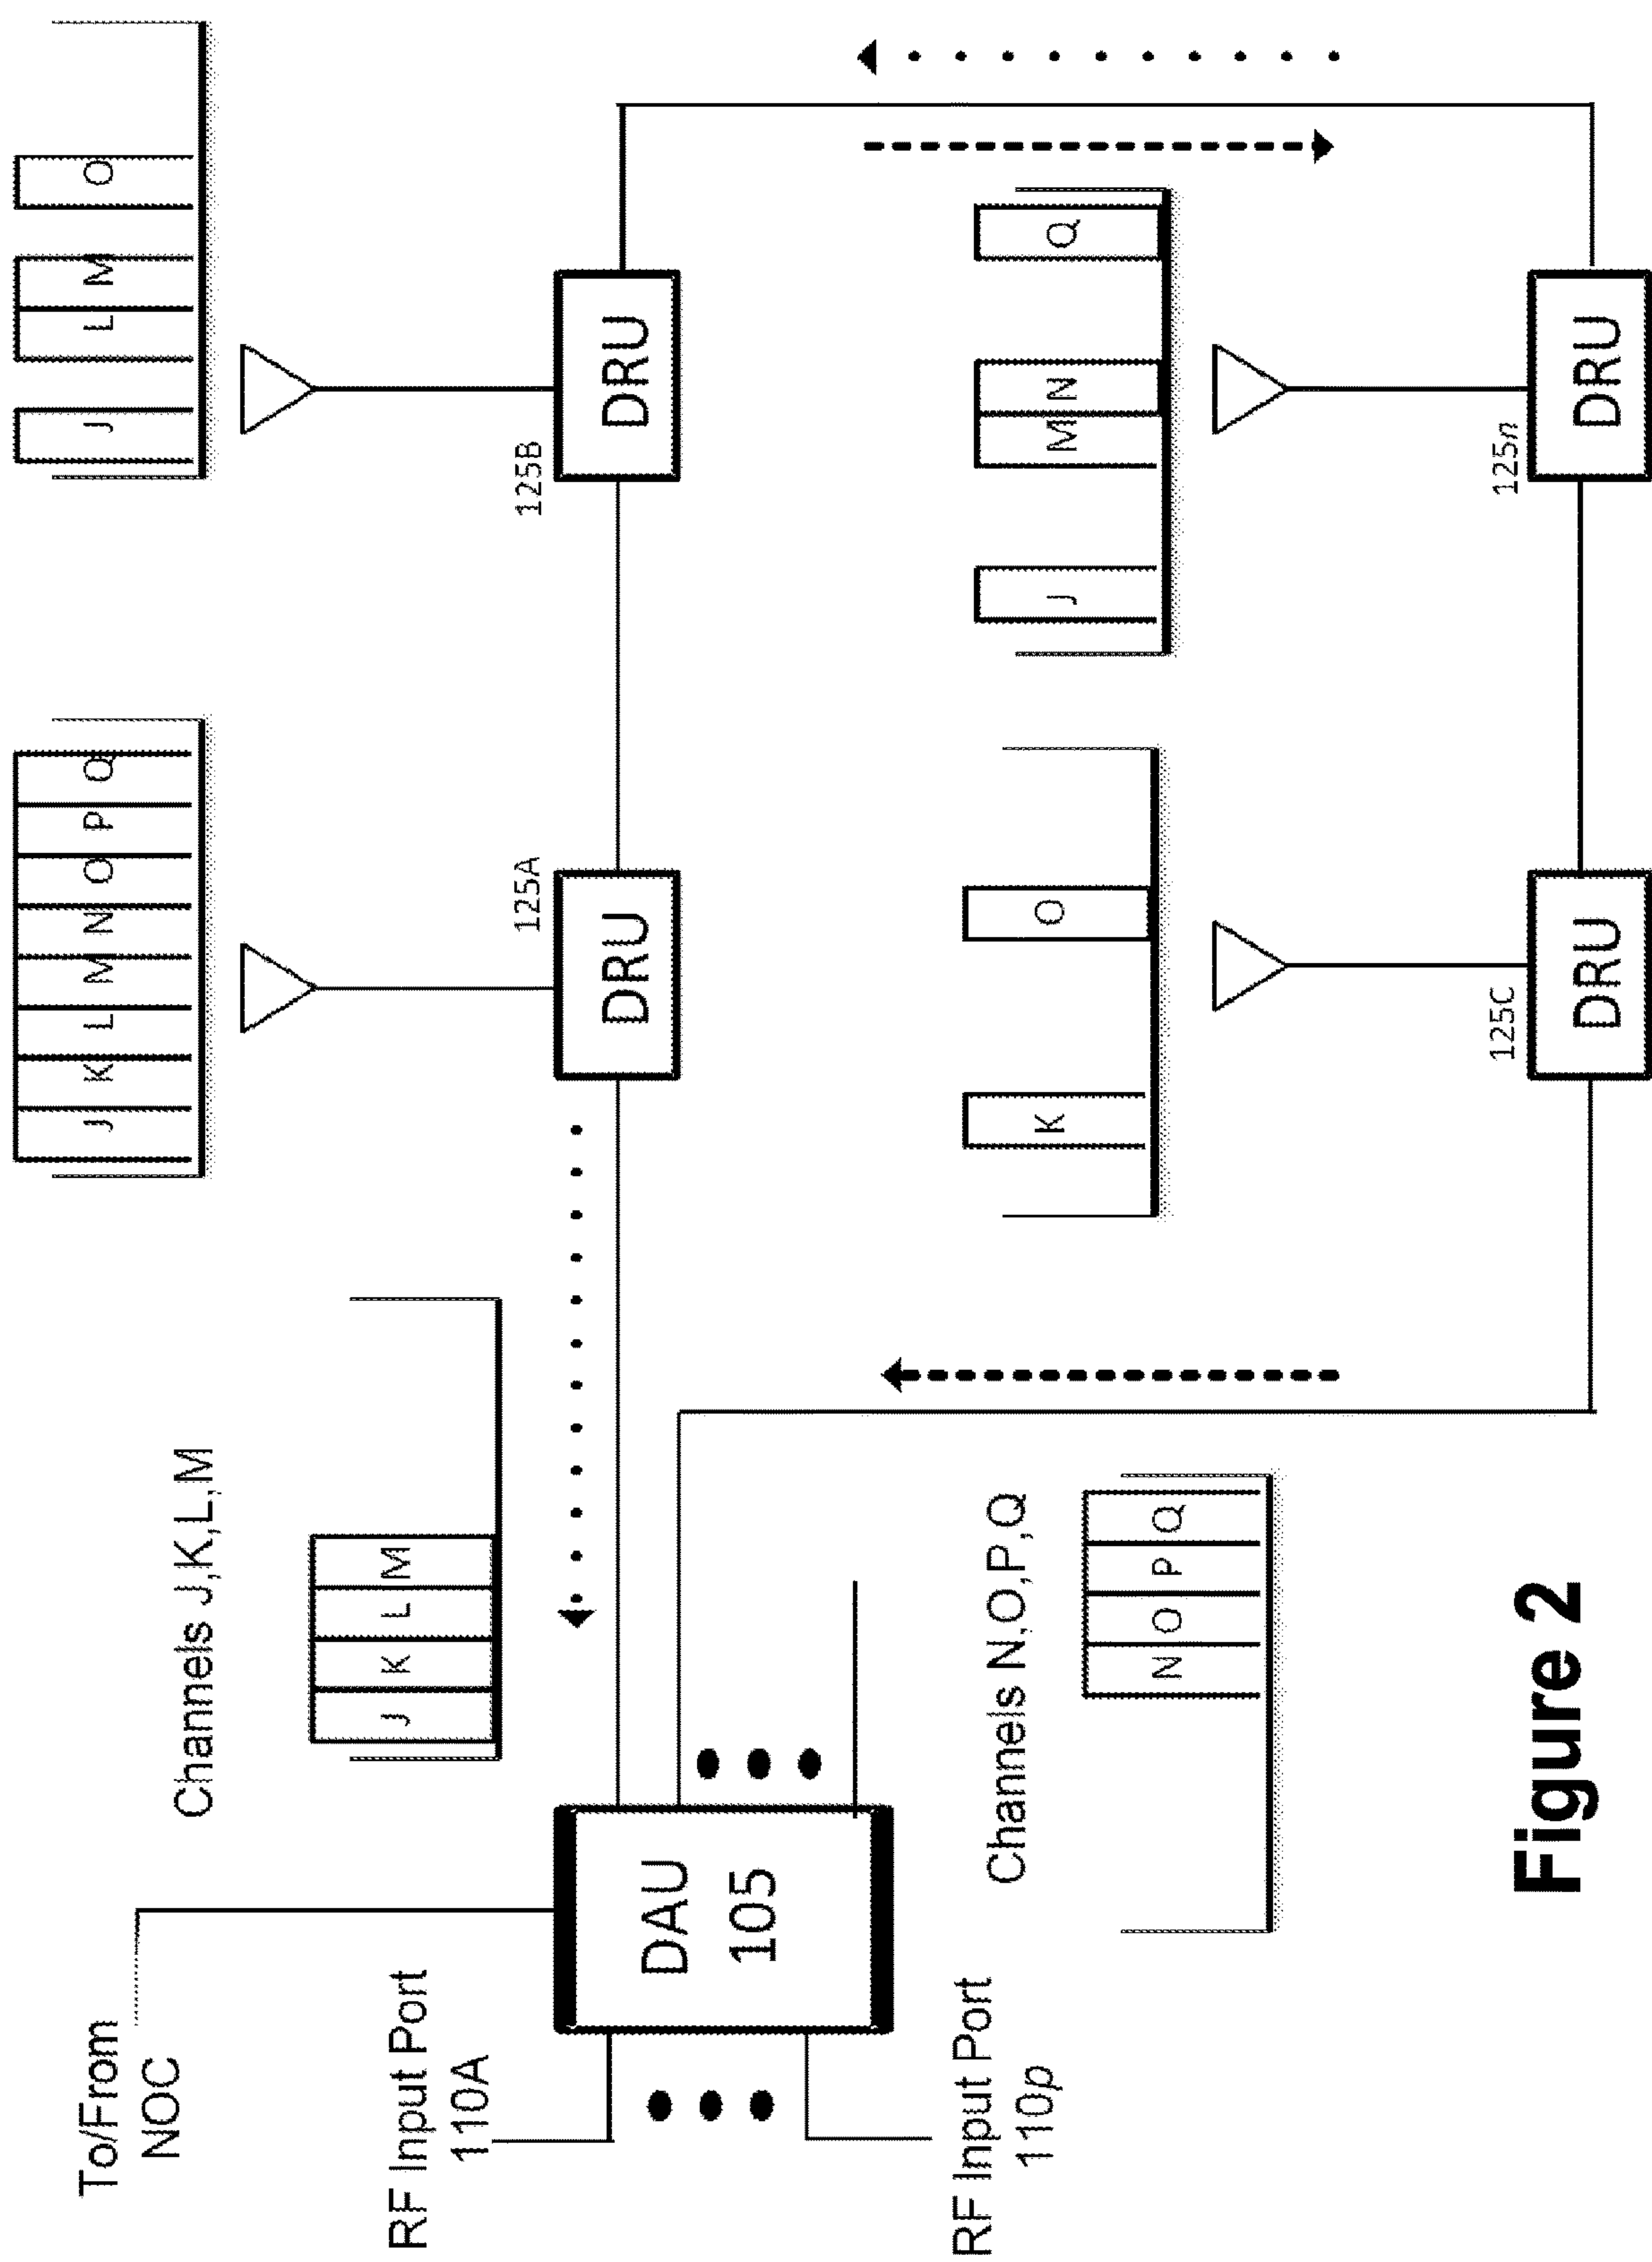 J K L M N O P Q
J L M O
To/From
NOC
Channels J,K,L,M
J K L M
125A
125B
DRU
DRU
RF Input Port
110A
DAU
105
K O
J M N Q
RF Input Port
110p
Channels N,O,P,Q
N O P Q
125C
125n
DRU
DRU
Figure 2